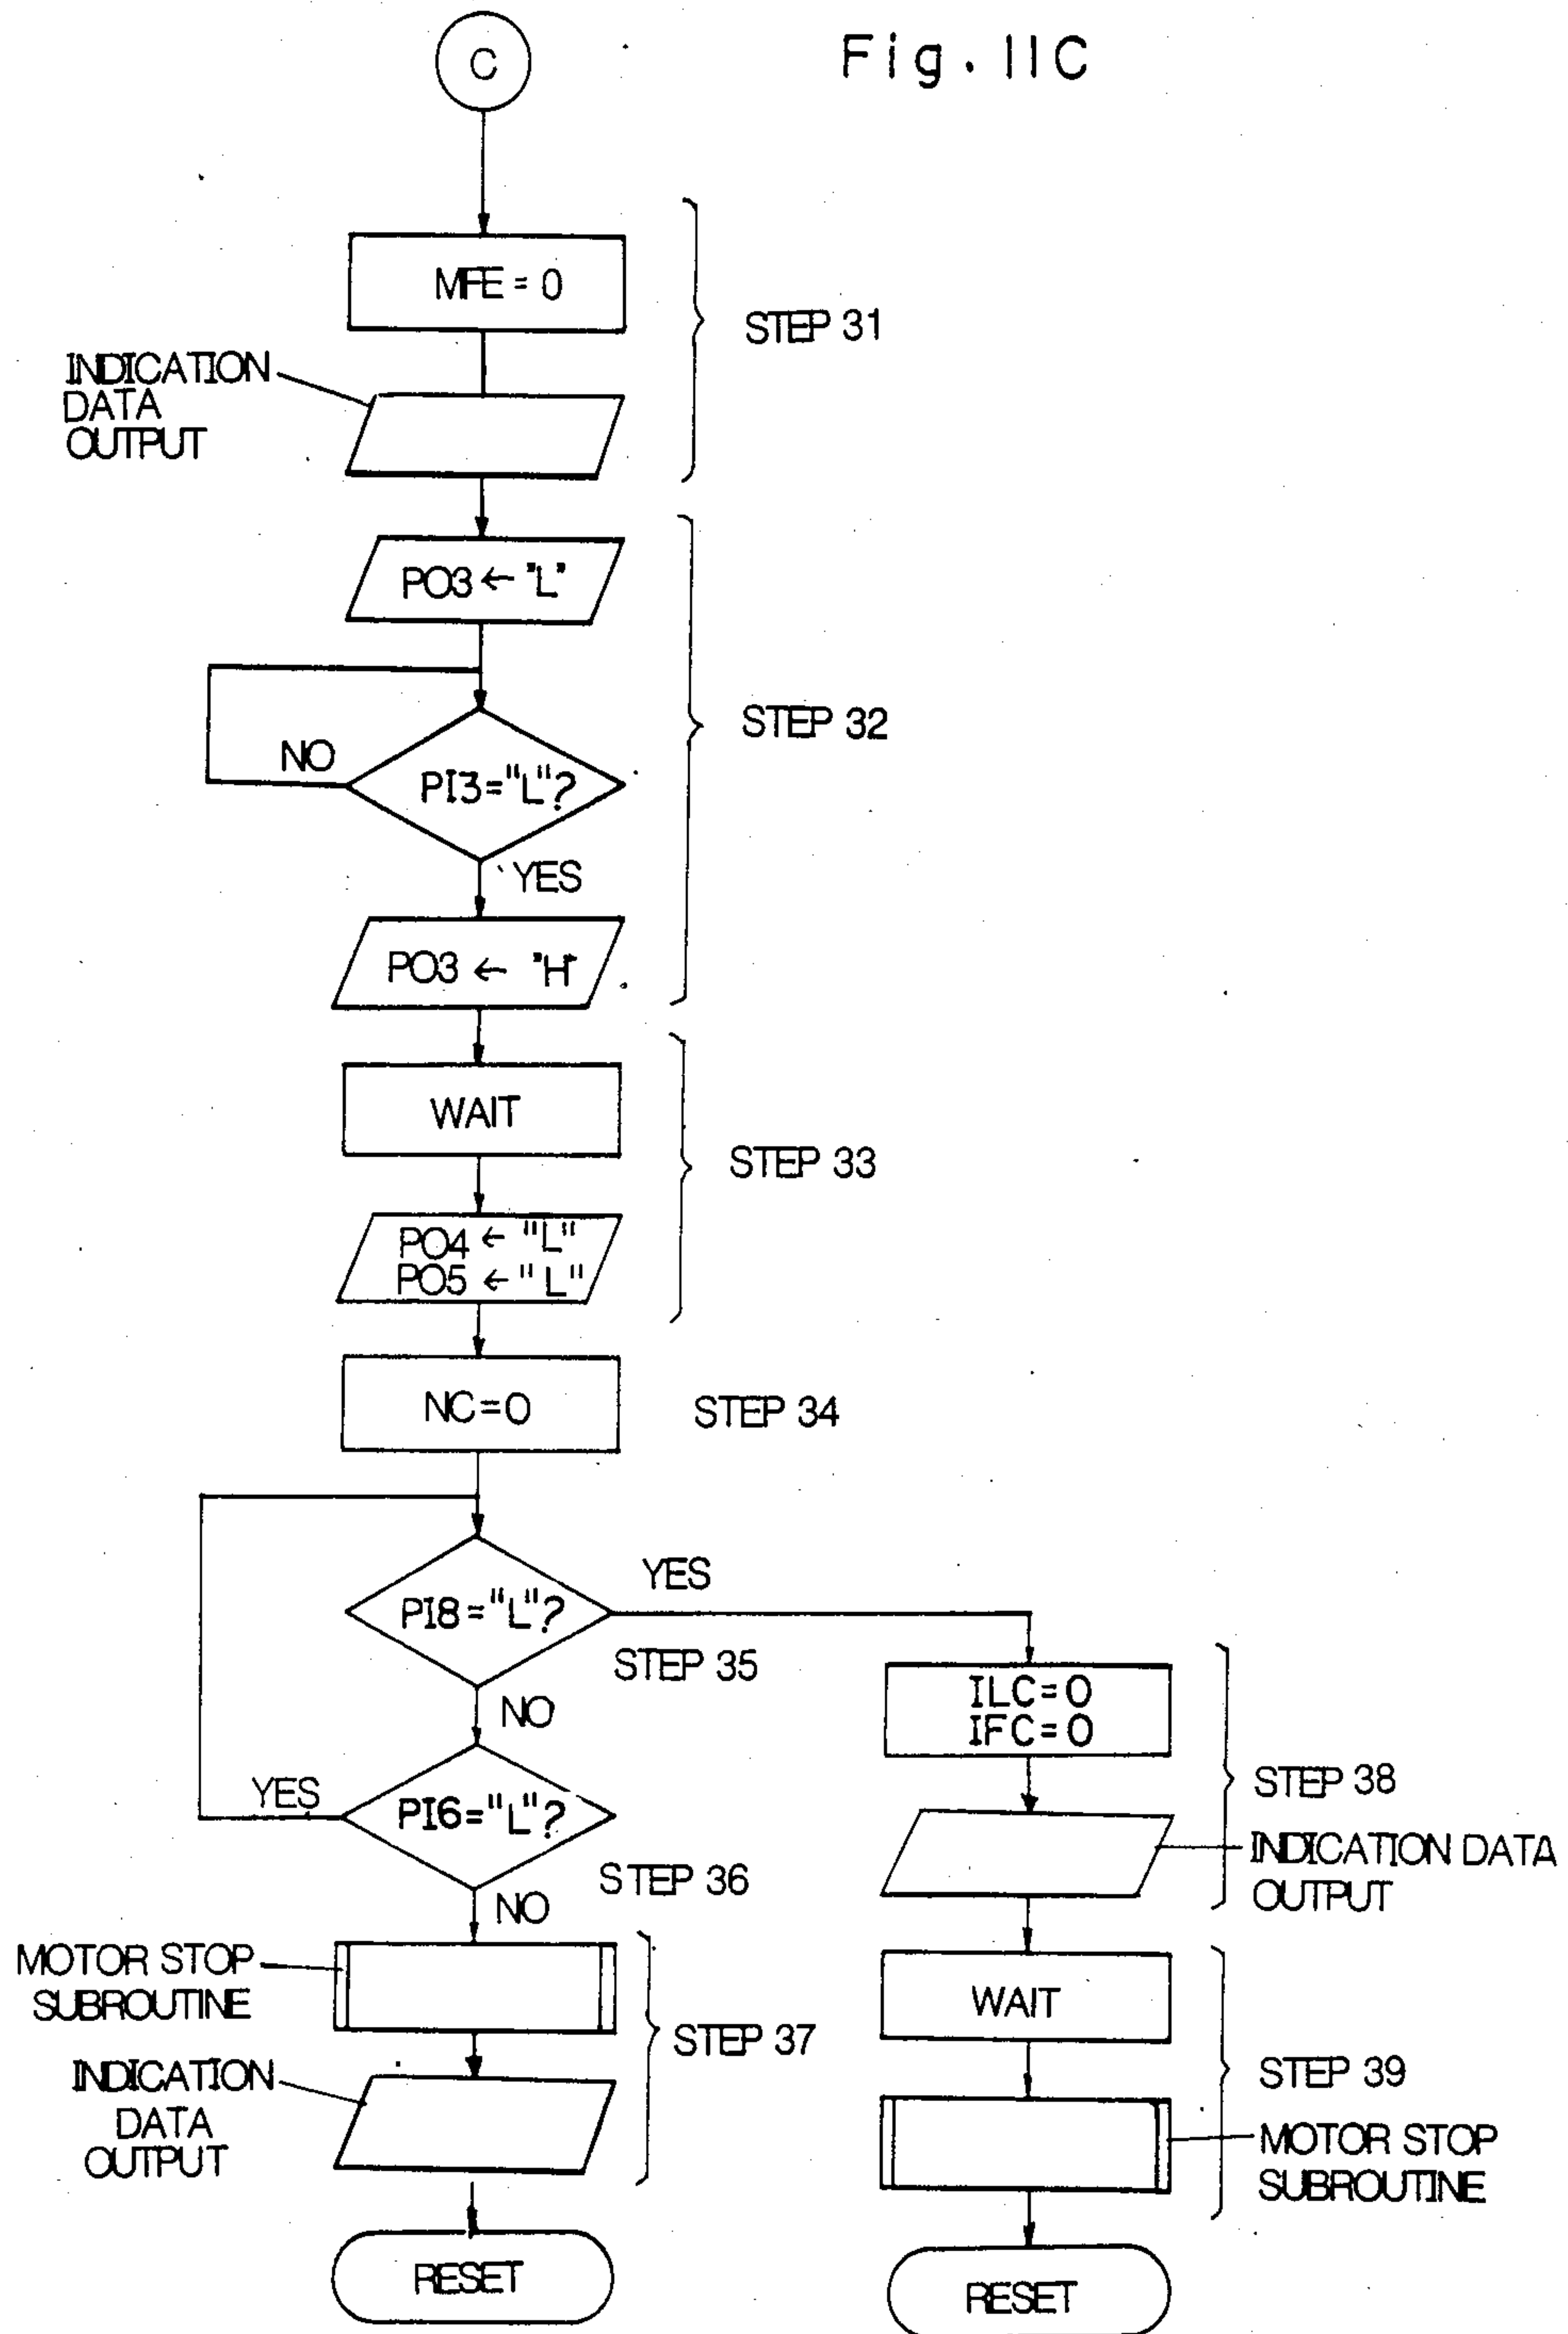 Fig. 11C
C
MFE = 0
STEP 31
INDICATION
DATA
OUTPUT
PO3 ← "L"
STEP 32
NO
PI3="L"?
YES
PO3 ← "H"
WAIT
STEP 33
PO4 ← "L"
PO5 ← "L"
NC=0
STEP 34
YES
PI8="L"?
STEP 35
NO
ILC=0
IFC=0
STEP 38
YES
PI6="L"?
STEP 36
NO
INDICATION DATA
OUTPUT
MOTOR STOP
SUBROUTINE
WAIT
STEP 37
STEP 39
INDICATION
DATA
OUTPUT
MOTOR STOP
SUBROUTINE
RESET
RESET